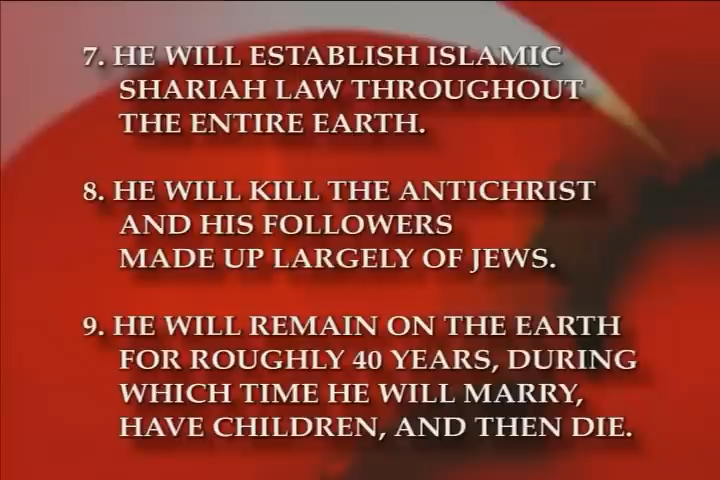 7. HE WILL ESTABLISH ISLAMIC
SHARIAH LAW THROUGHOUT
THE ENTIRE EARTH.
8. HE WILL KILL THE ANTICHRIST
AND HIS FOLLOWERS
MADE UP LARGELY OF JEWS.
9. HE WILL REMAIN ON THE EARTH
FOR ROUGHLY 40 YEARS, DURING
WHICH TIME HE WILL MARRY,
HAVE CHILDREN, AND THEN DIE.